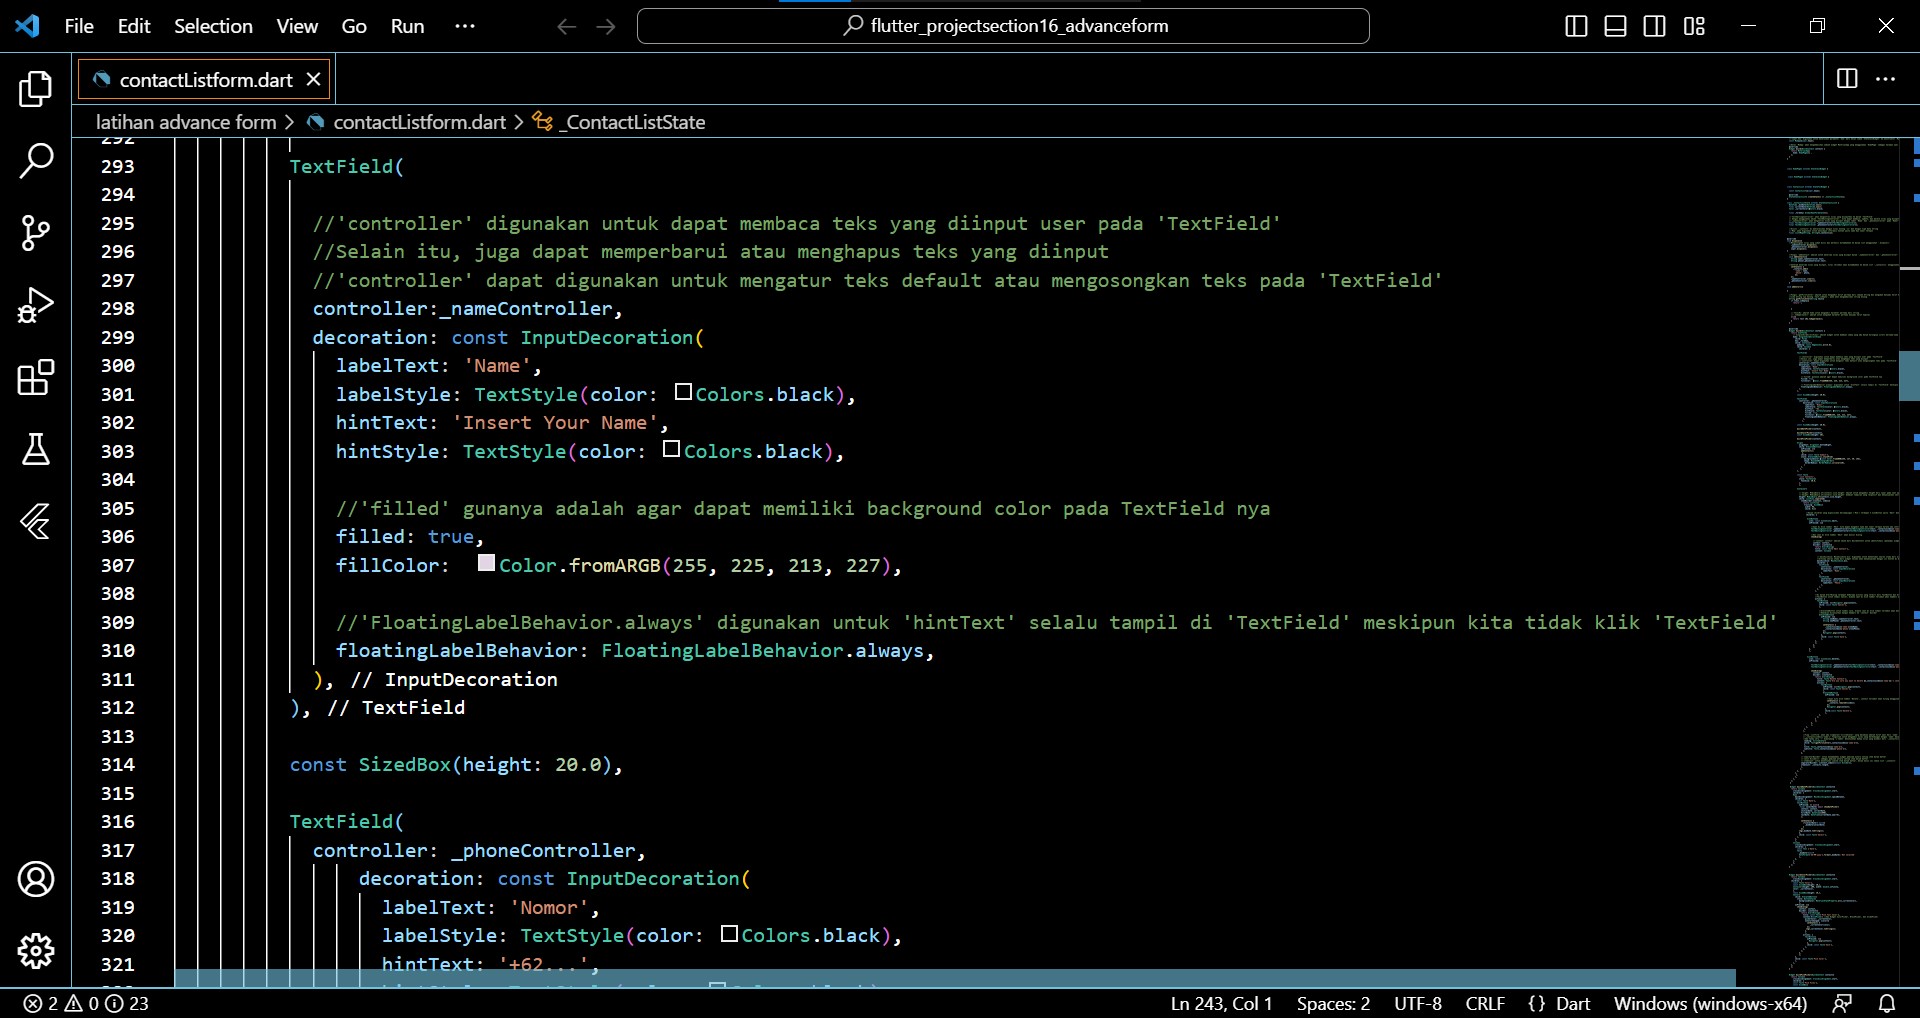 File Edit Selection View Go Run ··· flutter_projectsection16_advanceform
contactListform.dart
latihan advance form > contactListform.dart > _ContactListState
292
293 TextField(
294
295 //'controller' digunakan untuk dapat membaca teks yang diinput user pada 'TextField'
296 //Selain itu, juga dapat memperbarui atau menghapus teks yang diinput
297 //'controller' dapat digunakan untuk mengatur teks default atau mengosongkan teks pada 'TextField'
298 controller:_nameController,
299 decoration: const InputDecoration(
300 labelText: 'Name',
301 labelStyle: TextStyle(color: Colors.black),
302 hintText: 'Insert Your Name',
303 hintStyle: TextStyle(color: Colors.black),
304
305 //'filled' gunanya adalah agar dapat memiliki background color pada TextField nya
306 filled: true,
307 fillColor: Color.fromARGB(255, 225, 213, 227),
308
309 //'FloatingLabelBehavior.always' digunakan untuk 'hintText' selalu tampil di 'TextField' meskipun kita tidak klik 'TextField'
310 floatingLabelBehavior: FloatingLabelBehavior.always,
311 ), // InputDecoration
312 ), // TextField
313
314 const SizedBox(height: 20.0),
315
316 TextField(
317 controller: _phoneController,
318 decoration: const InputDecoration(
319 labelText: 'Nomor',
320 labelStyle: TextStyle(color: Colors.black),
321 hintText: '+62...',
2 0 23 Ln 243, Col 1 Spaces: 2 UTF-8 CRLF {} Dart Windows (windows-x64)